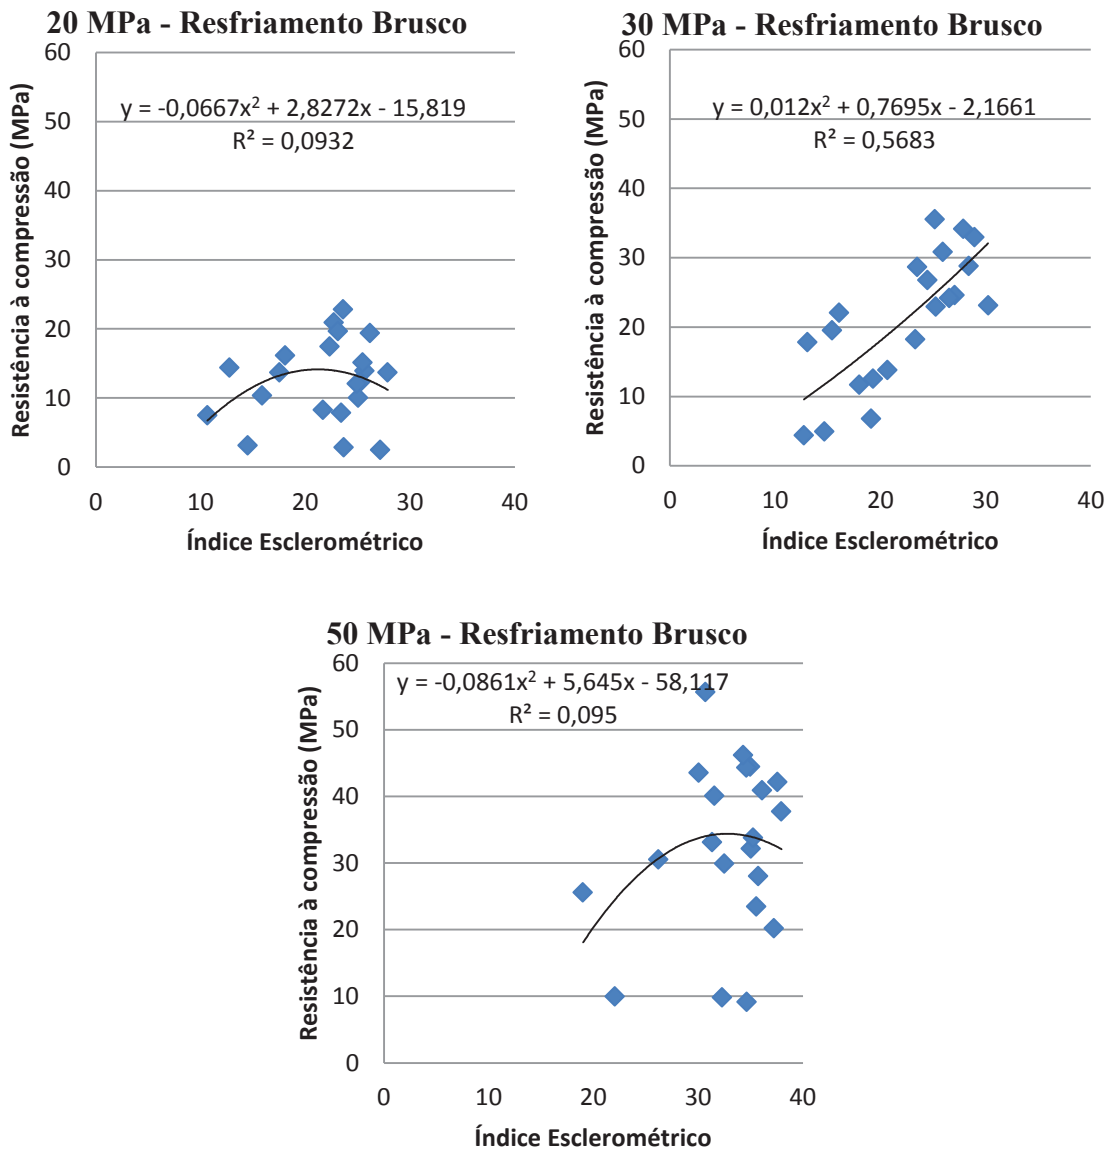 20 MPa - Resfriamento Brusco
60
50
40
30
20
10
0
Resistência à compressão (MPa)
y = -0,0667x² + 2,8272x - 15,819
R² = 0,0932
0 10 20 30 40
Índice Esclerométrico
30 MPa - Resfriamento Brusco
60
50
40
30
20
10
0
Resistência à compressão (MPa)
y = 0,012x² + 0,7695x - 2,1661
R² = 0,5683
0 10 20 30 40
Índice Esclerométrico
50 MPa - Resfriamento Brusco
60
50
40
30
20
10
0
Resistência à compressão (MPa)
y = -0,0861x² + 5,645x - 58,117
R² = 0,095
0 10 20 30 40
Índice Esclerométrico